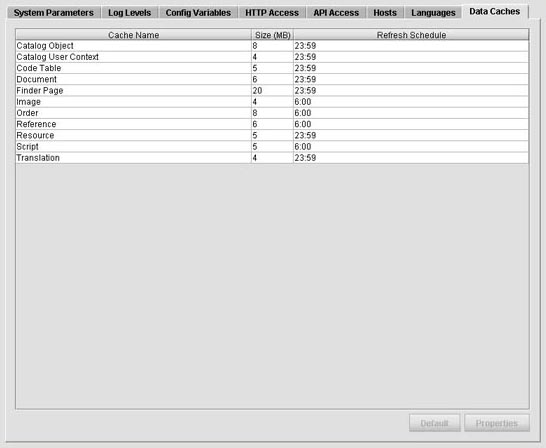 System Parameters Log Levels Config Variables HTTP Access API Access Hosts Languages Data Caches
Cache Name Size (MB) Refresh Schedule
Catalog Object 8 23:59
Catalog User Context 4 23:59
Code Table 5 23:59
Document 6 23:59
Finder Page 20 23:59
Image 4 6:00
Order 8 6:00
Reference 6 6:00
Resource 5 23:59
Script 5 6:00
Translation 4 23:59
Default Properties